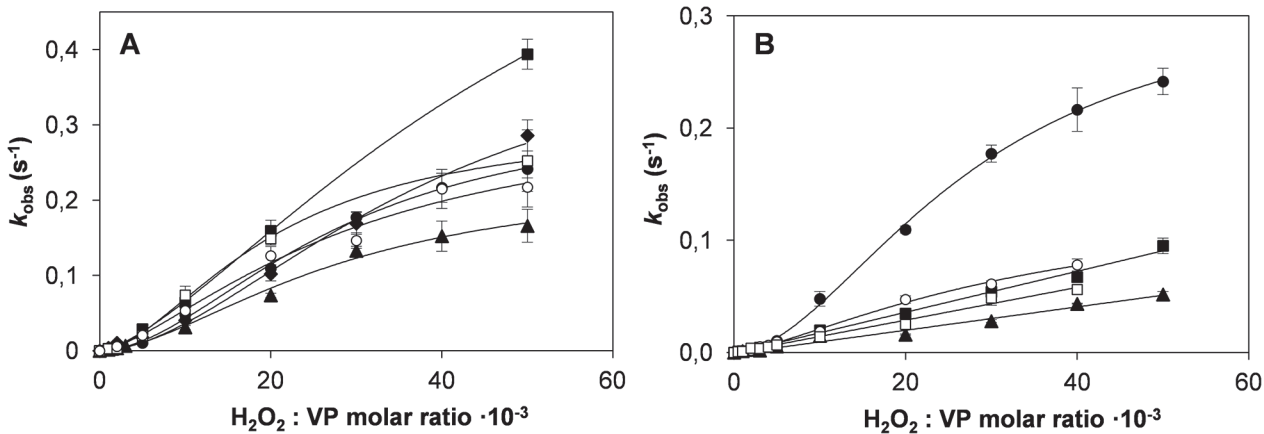 A
0,4
0,3
0,2
0,1
0
k_obs (s⁻¹)
0 20 40 60
H₂O₂ : VP molar ratio ·10⁻³
B
0,3
0,2
0,1
0,0
k_obs (s⁻¹)
0 20 40 60
H₂O₂ : VP molar ratio ·10⁻³